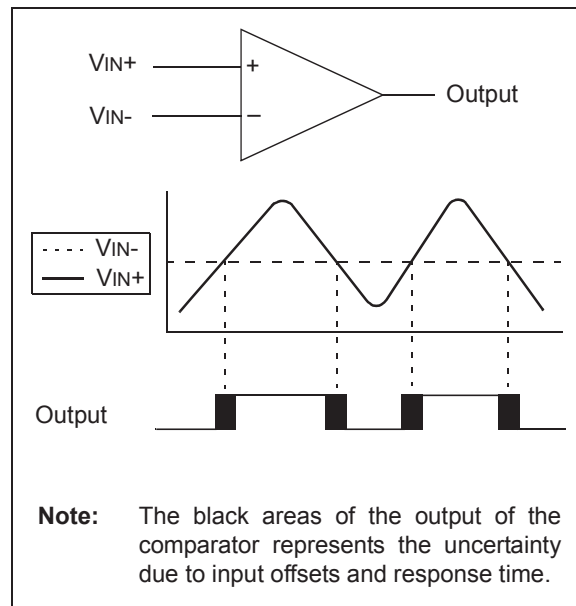 VIN+
+
Output
VIN-
−
VIN-
VIN+
Output
Note: The black areas of the output of the
comparator represents the uncertainty
due to input offsets and response time.